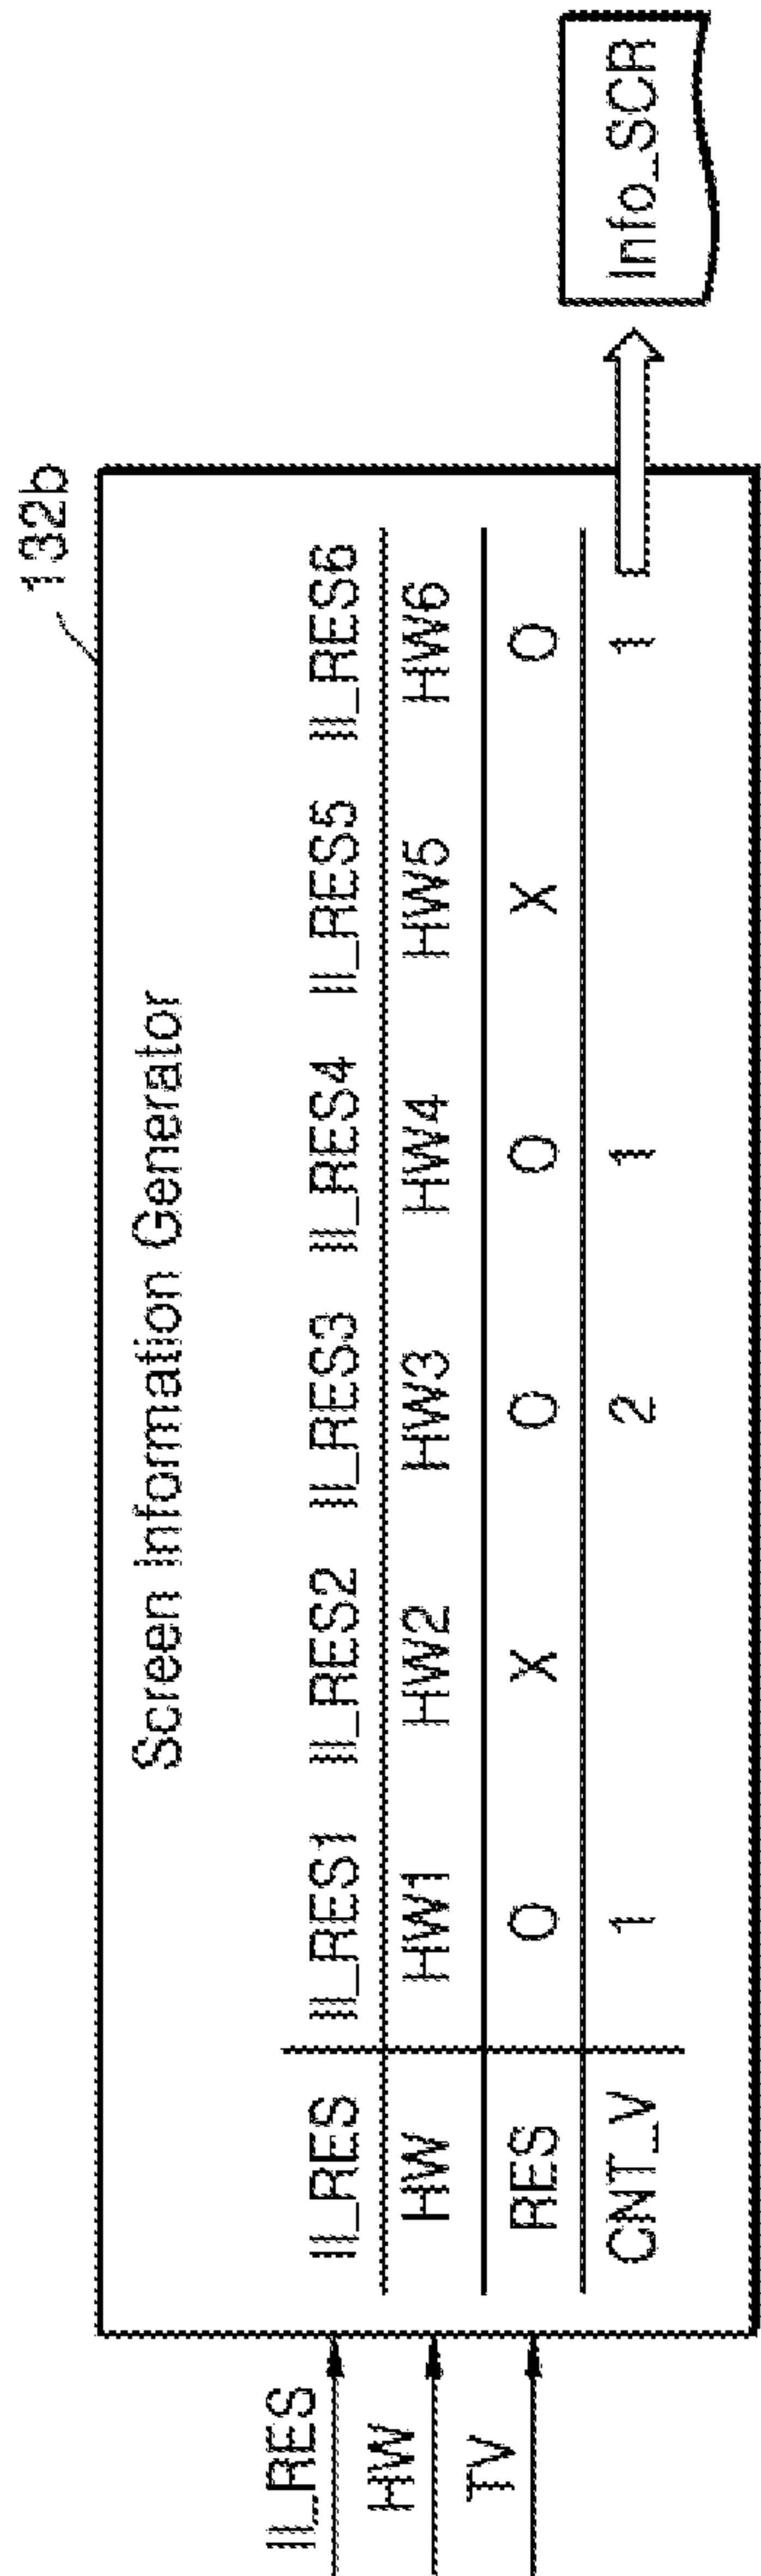 132b
Screen Information Generator
II_RES
HW
TV
II_RES II_RES1 II_RES2 II_RES3 II_RES4 II_RES5 II_RES6
HW HW1 HW2 HW3 HW4 HW5 HW6
RES O X O O X O
CNT_V 1 2 1 1
Info_SCR